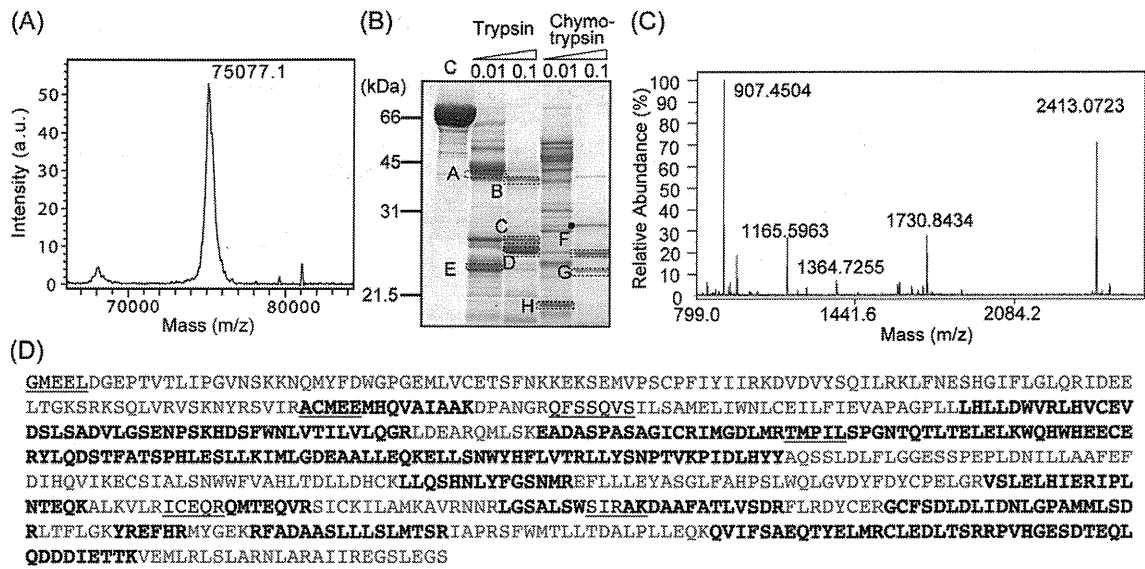 (A)
75077.1
50
40
30
20
10
0
Intensity (a.u.)
70000
80000
Mass (m/z)
(B)
Trypsin
Chymo-
trypsin
C
0.01
0.1
0.01
0.1
(kDa)
66
45
31
21.5
A
B
C
D
E
F
G
H
(C)
100
90
80
70
60
50
40
30
20
10
0
Relative Abundance (%)
907.4504
2413.0723
1165.5963
1730.8434
1364.7255
799.0
1441.6
2084.2
Mass (m/z)
(D)
GMEELDGEPTVTLIPGVNSKKNQMYFDWGPGEMLVCETSFNKKEKSEMVPSCPFIYIIRKDVDVYSQILRKLFNESHGIFLGLQRIDEE
LTGKSRKSQLVRVSKNYRSVIRACMEEMHQVAIAAKDPANGRQFSSQVSILSAMELIWNLCEILFIEVAPAGPLLLHLLDWVRLHVCEV
DSLSADVLGSENPSKHDSFWNLVTILVLQGRLDEARQMLSKEADASPASAGICRIMGDLMRTMPILSPGNTQTLTELELKWQHWHEECE
RYLQDSTFATSPHLESLLKIMLGDEAALLEQKELLSNWYHFLVTRLLYSNPTVKPIDLHYYAQSSLDLFLGGESSPEPLDNILLAAFEF
DIHQVIKECSIALSNWWFVAHLTDLLDHCKLLQSHNLYFGSNMREFLLLEYASGLFAHPSLWQLGVDYFDYCPELGRVSLELHIERIPL
NTEQKALKVLRICEQRQMTEQVRSICKILAMKAVRNNRLGSALSWSIRAKDAAFATLVSDRFLRDYCERGCFSDLDLIDNLGPAMMLSD
RLTFLGKYREFHRMYGEKRFADAASLLLSLMTSRIAPRSFWMTLLTDALPLLEQKQVIFSAEQTYELMRCLEDLTSRRPVHGESDTEQL
QDDDIETTKVEMLRLSLARNLARAIIREGSLEGS